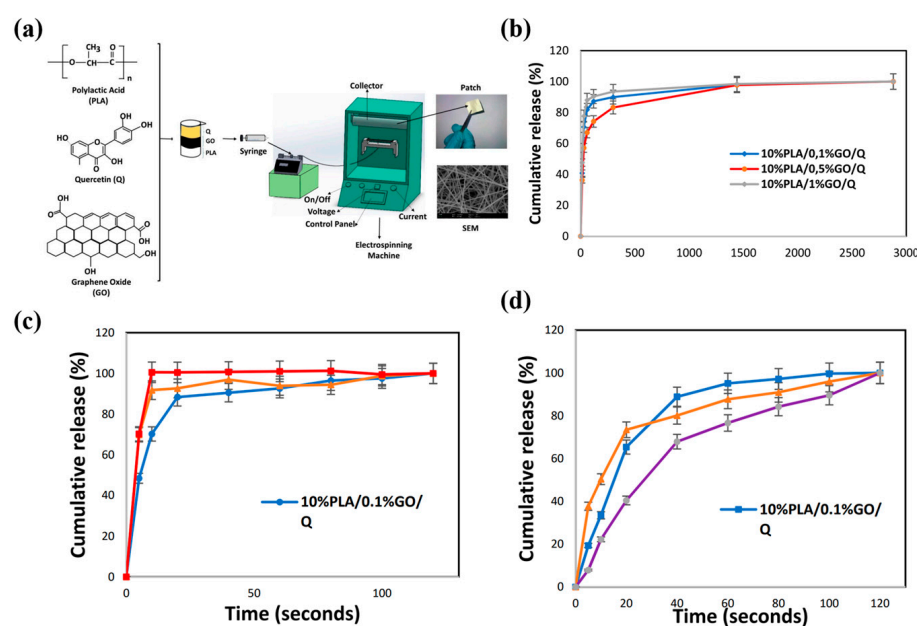 (a)
CH₃
O
O
CH
C
n
Polylactic Acid
(PLA)
OH
OH
HO
O
OH
OH
O
Quercetin (Q)
O
OH
O
OH
OH
OH
Graphene Oxide
(GO)
Q
GO
PLA
Syringe
Collector
On/Off
Voltage
Control Panel
Current
Electrospinning
Machine
Patch
SEM
(b)
Cumulative release (%)
120
100
80
60
40
20
0
0 500 1000 1500 2000 2500 3000
10%PLA/0,1%GO/Q
10%PLA/0,5%GO/Q
10%PLA/1%GO/Q
(c)
Cumulative release (%)
120
100
80
60
40
20
0
0 50 100
Time (seconds)
10%PLA/0.1%GO/
Q
(d)
Cumulative release (%)
120
100
80
60
40
20
0
0 20 40 60 80 100 120
Time (seconds)
10%PLA/0.1%GO/
Q